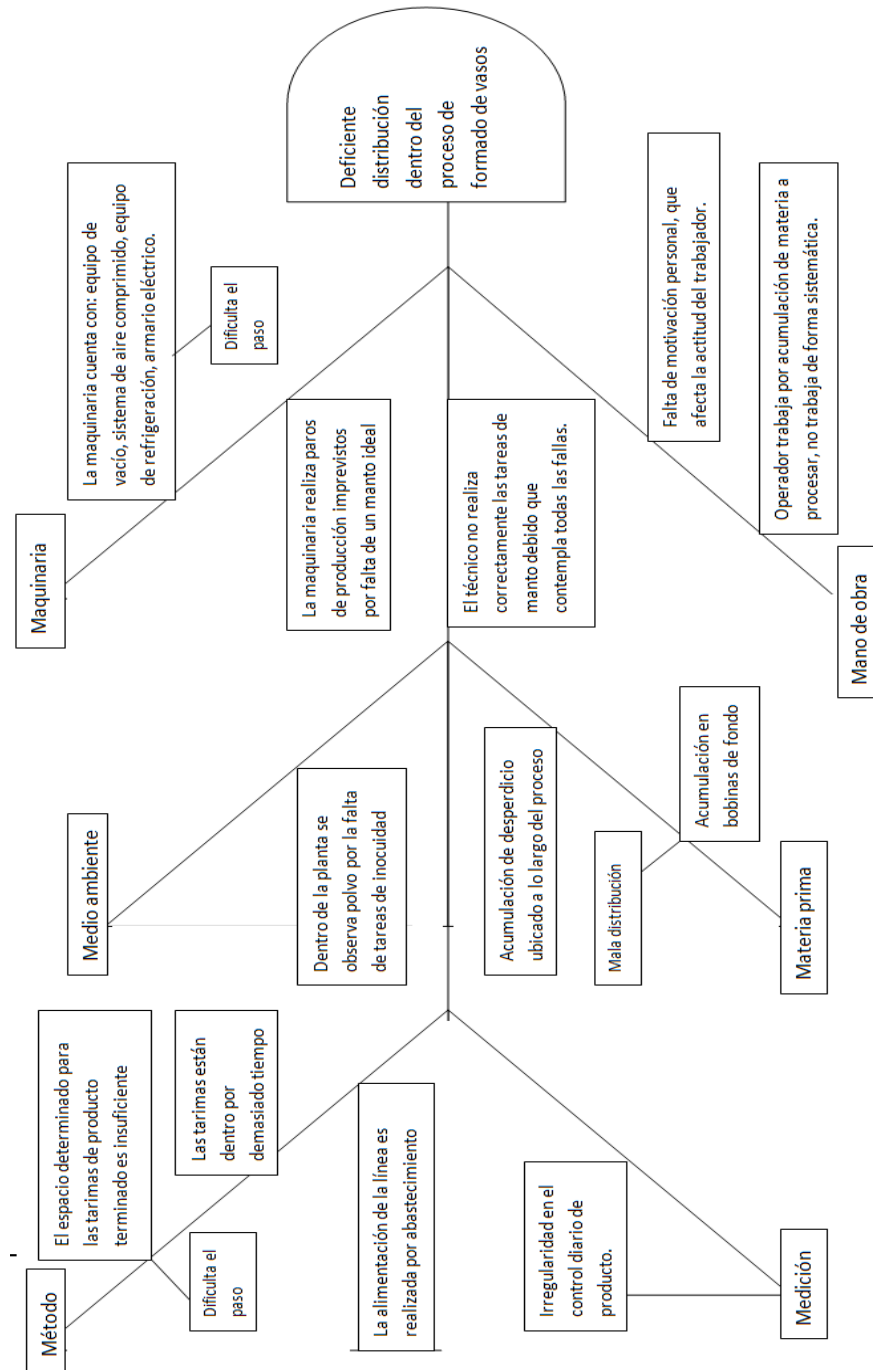 Método
El espacio determinado para
las tarimas de producto
terminado es insuficiente
Dificulta el
paso
Las tarimas están
dentro por
demasiado tiempo
La alimentación de la línea es
realizada por abastecimiento
Medio ambiente
Dentro de la planta se
observa polvo por la falta
de tareas de inocuidad
Maquinaria
La maquinaria cuenta con: equipo de
vacío, sistema de aire comprimido, equipo
de refrigeración, armario eléctrico.
Dificulta el
paso
La maquinaria realiza paros
de producción imprevistos
por falta de un manto ideal
Deficiente
distribución
dentro del
proceso de
formado de vasos
Medición
Irregularidad en el
control diario de
producto.
Materia prima
Acumulación de desperdicio
ubicado a lo largo del proceso
Mala distribución
Acumulación en
bobinas de fondo
Mano de obra
El técnico no realiza
correctamente las tareas de
manto debido que
contempla todas las fallas.
Falta de motivación personal, que
afecta la actitud del trabajador.
Operador trabaja por acumulación de materia a
procesar, no trabaja de forma sistemática.